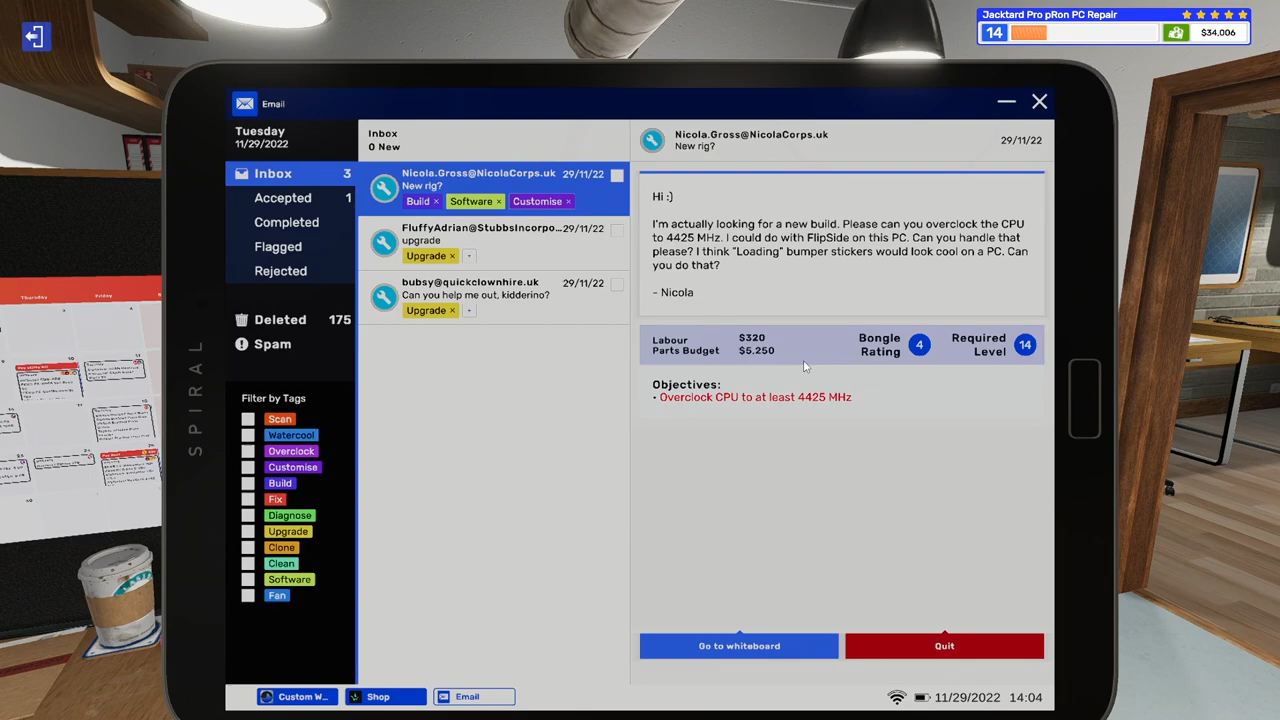 Jacktard Pro pRon PC Repair
14
$34,006
Email
Tuesday
11/29/2022
Inbox 3
Accepted 1
Completed
Flagged
Rejected
Deleted 175
Spam
Filter by Tags
Scan
Watercool
Overclock
Customise
Build
Fix
Diagnose
Upgrade
Clone
Clean
Software
Fan
Inbox
0 New
Nicola.Gross@NicolaCorps.uk 29/11/22
New rig?
Build × Software × Customise ×
FluffyAdrian@StubbsIncorpo... 29/11/22
upgrade
Upgrade × -
bubsy@quickclownhire.uk 29/11/22
Can you help me out, kidderino?
Upgrade × -
Nicola.Gross@NicolaCorps.uk
New rig?
29/11/22
Hi :)
I'm actually looking for a new build. Please can you overclock the CPU
to 4425 MHz. I could do with FlipSide on this PC. Can you handle that
please? I think "Loading" bumper stickers would look cool on a PC. Can
you do that?
- Nicola
Labour $320
Parts Budget $5,250
Bongle
Rating 4
Required
Level 14
Objectives:
• Overclock CPU to at least 4425 MHz
Go to whiteboard
Quit
Custom W...
Shop
Email
11/29/2022 14:04
SPIRAL
Thursday
Friday